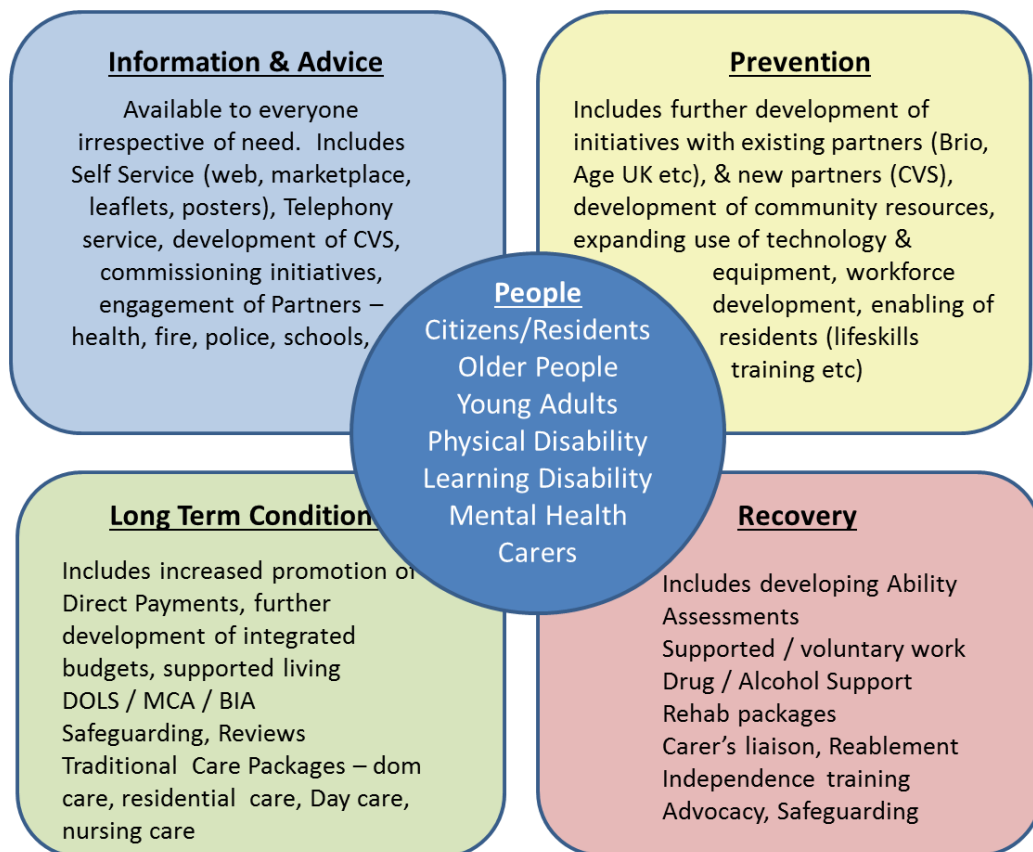 Information & Advice
Available to everyone
irrespective of need. Includes
Self Service (web, marketplace,
leaflets, posters), Telephony
service, development of CVS,
commissioning initiatives,
engagement of Partners –
health, fire, police, schools,
Prevention
Includes further development of
initiatives with existing partners (Brio,
Age UK etc), & new partners (CVS),
development of community resources,
expanding use of technology &
equipment, workforce
development, enabling of
residents (lifeskills
training etc)
People
Citizens/Residents
Older People
Young Adults
Physical Disability
Learning Disability
Mental Health
Carers
Long Term Condition
Includes increased promotion of
Direct Payments, further
development of integrated
budgets, supported living
DOLS / MCA / BIA
Safeguarding, Reviews
Traditional Care Packages – dom
care, residential care, Day care,
nursing care
Recovery
Includes developing Ability
Assessments
Supported / voluntary work
Drug / Alcohol Support
Rehab packages
Carer's liaison, Reablement
Independence training
Advocacy, Safeguarding